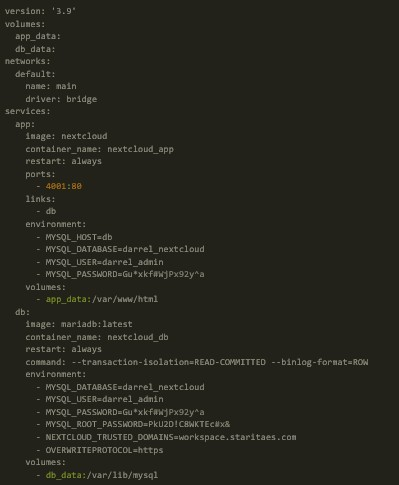 version: '3.9'
volumes:
  app_data:
  db_data:
networks:
  default:
    name: main
    driver: bridge
services:
  app:
    image: nextcloud
    container_name: nextcloud_app
    restart: always
    ports:
      - 4001:80
    links:
      - db
    environment:
      - MYSQL_HOST=db
      - MYSQL_DATABASE=darrel_nextcloud
      - MYSQL_USER=darrel_admin
      - MYSQL_PASSWORD=Gu*xkf#WjPx92y^a
    volumes:
      - app_data:/var/www/html
  db:
    image: mariadb:latest
    container_name: nextcloud_db
    restart: always
    command: --transaction-isolation=READ-COMMITTED --binlog-format=ROW
    environment:
      - MYSQL_DATABASE=darrel_nextcloud
      - MYSQL_USER=darrel_admin
      - MYSQL_PASSWORD=Gu*xkf#WjPx92y^a
      - MYSQL_ROOT_PASSWORD=PkU2D!C8WKTEc#x&
      - NEXTCLOUD_TRUSTED_DOMAINS=workspace.staritaes.com
      - OVERWRITEPROTOCOL=https
    volumes:
      - db_data:/var/lib/mysql